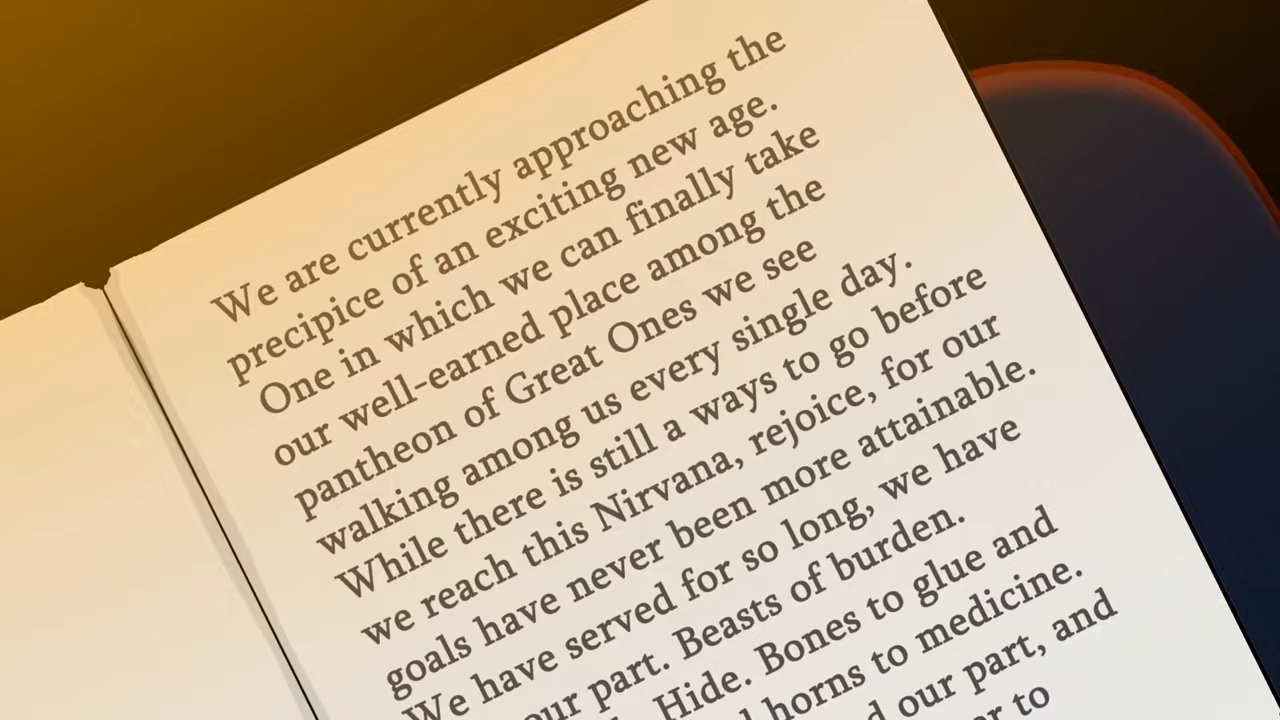 We are currently approaching the
precipice of an exciting new age.
One in which we can finally take
our well-earned place among the
pantheon of Great Ones we see
walking among us every single day.
While there is still a ways to go before
we reach this Nirvana, rejoice, for our
goals have never been more attainable.
We have served for so long, we have
our part. Beasts of burden.
Hide. Bones to glue and
horns to medicine.
our part, and
to